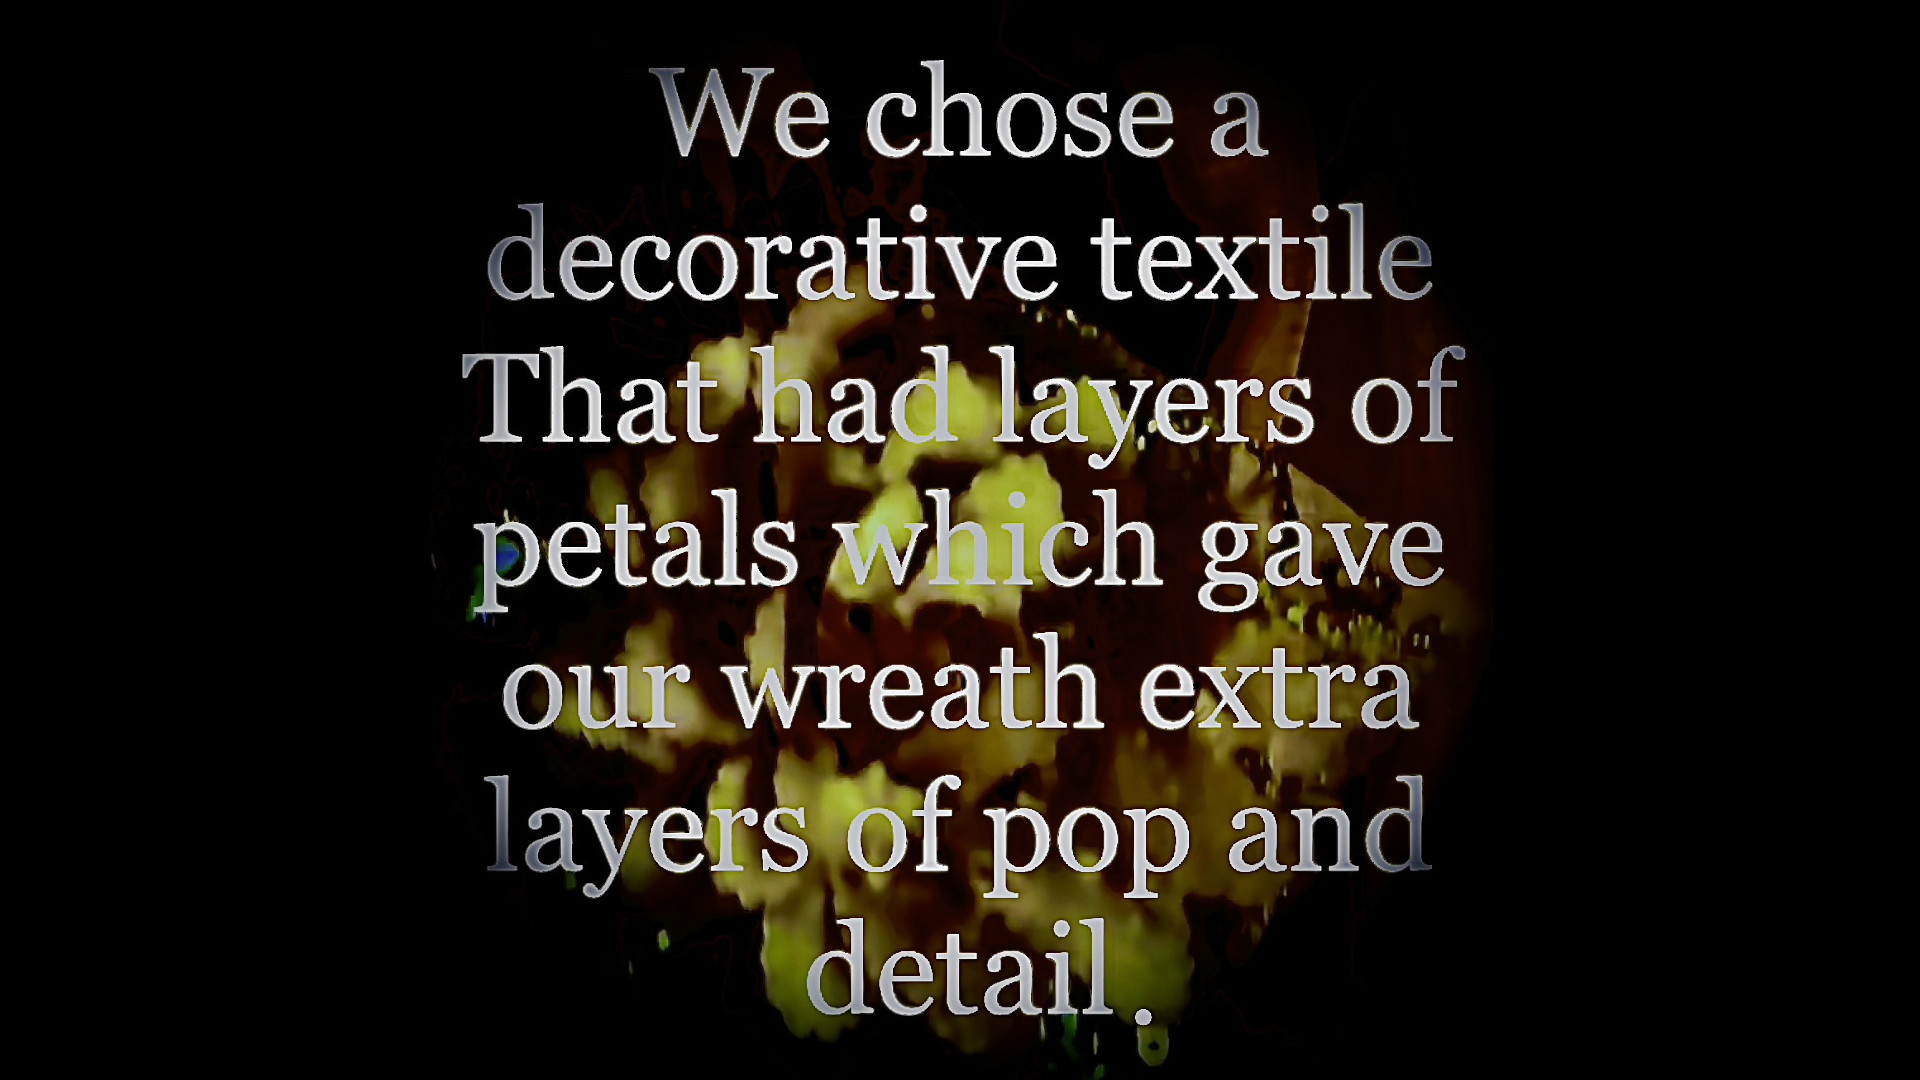 We chose a
decorative textile
That had layers of
petals which gave
our wreath extra
layers of pop and
detail.